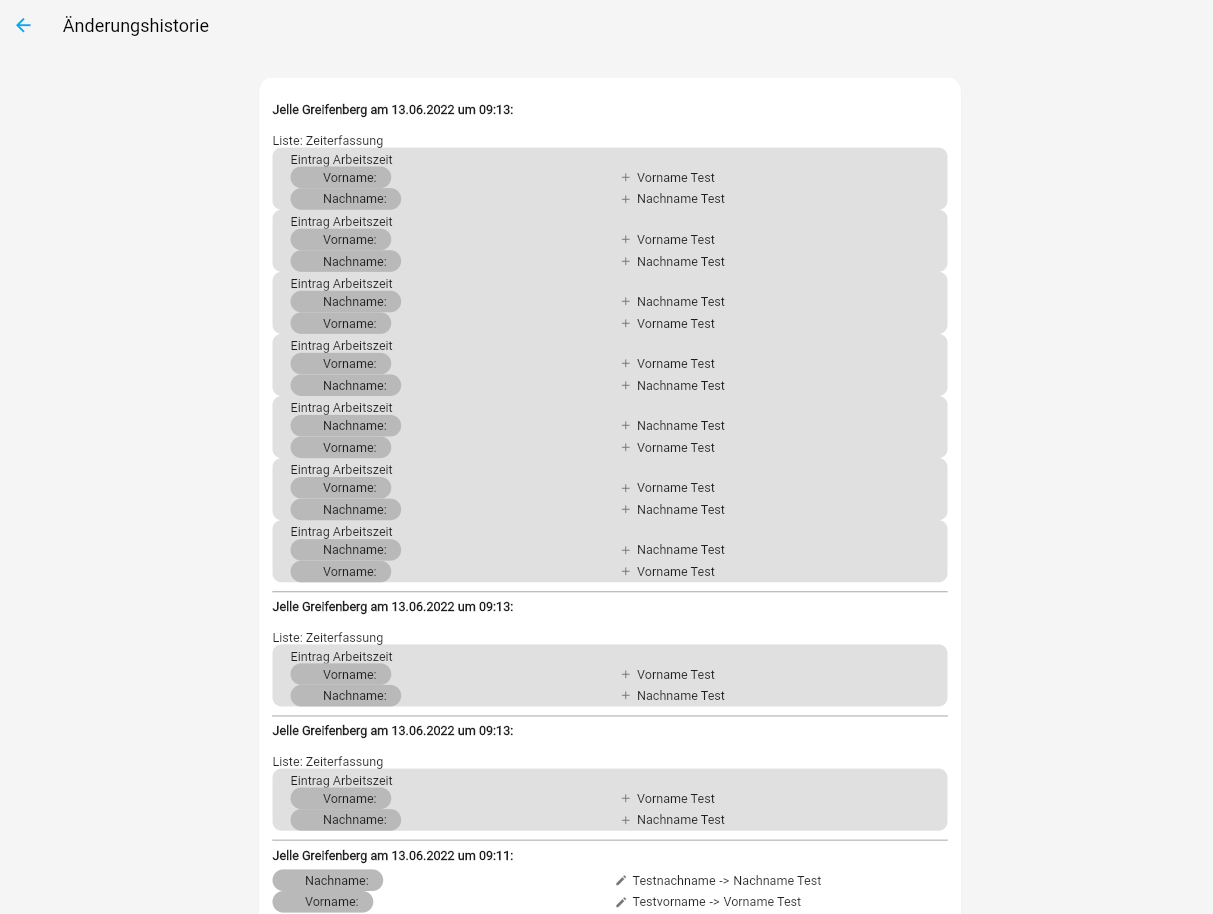 Änderungshistorie
Jelle Greifenberg am 13.06.2022 um 09:13:
Liste: Zeiterfassung
Eintrag Arbeitszeit
Vorname: + Vorname Test
Nachname: + Nachname Test
Eintrag Arbeitszeit
Vorname: + Vorname Test
Nachname: + Nachname Test
Eintrag Arbeitszeit
Nachname: + Nachname Test
Vorname: + Vorname Test
Eintrag Arbeitszeit
Vorname: + Vorname Test
Nachname: + Nachname Test
Eintrag Arbeitszeit
Nachname: + Nachname Test
Vorname: + Vorname Test
Eintrag Arbeitszeit
Vorname: + Vorname Test
Nachname: + Nachname Test
Eintrag Arbeitszeit
Nachname: + Nachname Test
Vorname: + Vorname Test
Jelle Greifenberg am 13.06.2022 um 09:13:
Liste: Zeiterfassung
Eintrag Arbeitszeit
Vorname: + Vorname Test
Nachname: + Nachname Test
Jelle Greifenberg am 13.06.2022 um 09:13:
Liste: Zeiterfassung
Eintrag Arbeitszeit
Vorname: + Vorname Test
Nachname: + Nachname Test
Jelle Greifenberg am 13.06.2022 um 09:11:
Nachname: Testnachname -> Nachname Test
Vorname: Testvorname -> Vorname Test